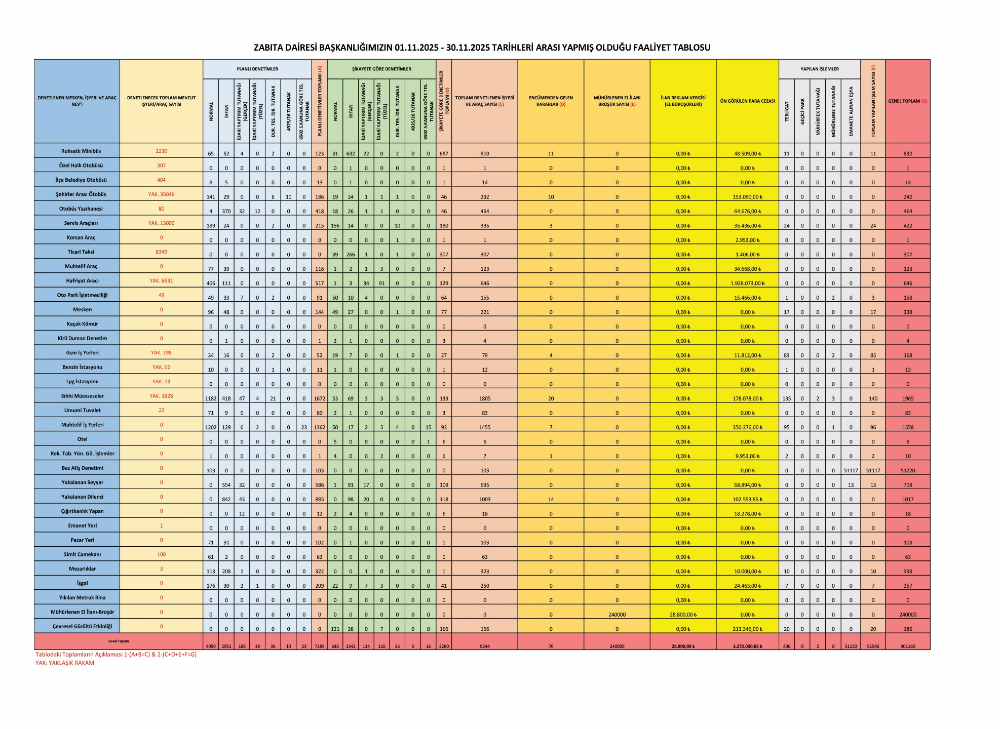 ZABITA DAİRESİ BAŞKANLIĞIMIZIN 01.11.2025 - 30.11.2025 TARİHLERİ ARASI YAPMIŞ OLDUĞU FAALİYET TABLOSU
DENETLENEN MESKEN, İŞYERİ VE ARAÇ NEV'İ
DENETLENECEK TOPLAM MEVCUT İŞYERİ/ARAÇ SAYISI
PLANLI DENETİMLER
NORMAL
İHTAR
İDARİ YAPTIRIM TUTANAĞI (GERÇEK)
İDARİ YAPTIRIM TUTANAĞI (TÜZEL)
DUR. TES. İDR. TUTANAK
4925/26 TUTANAK
6502 S.KANUNA GÖRE TES. TUTANAK
PLANLI DENETİMLER TOPLAMI (A)
ŞİKAYETE GÖRE DENETİMLER
NORMAL
İHTAR
İDARİ YAPTIRIM TUTANAĞI (GERÇEK)
İDARİ YAPTIRIM TUTANAĞI (TÜZEL)
DUR. TES. İDR. TUTANAK
4925/26 TUTANAK
6502 S.KANUNA GÖRE TES. TUTANAK
ŞİKAYETE GÖRE DENETİMLER TOPLAMI (B)
TOPLAM DENETLENEN İŞYERİ VE ARAÇ SAYISI (C)
ENCÜMENDEN GELEN KARARLAR (D)
MÜHÜRLENEN EL İLANI BROŞÜR SAYISI (E)
İLAN REKLAM VERGİSİ (EL BÜROŞÜRLERİ)
ÖN GÖRÜLEN PARA CEZASI
YAPILAN İŞLEMLER
TEBLİGAT
GEÇİCİ PARK
MÜHÜRFEK TUTANAĞI
MÜHÜRLEME TUTANAĞI
EMANETE ALINAN EŞYA
TOPLAM YAPILAN İŞLEM SAYISI (F)
GENEL TOPLAM (G)
Ruhsatlı Minibüs 2230 65 52 4 0 2 0 0 123 31 632 22 0 2 0 0 687 810 11 0 0,00 ₺ 48.509,00 ₺ 11 0 0 0 0 11 832
Özel Halk Otobüsü 307 0 0 0 0 0 0 0 0 0 1 0 0 0 0 0 1 1 0 0 0,00 ₺ 0,00 ₺ 0 0 0 0 0 0 1
İlçe Belediye Otobüsü 404 8 5 0 0 0 0 0 13 0 1 0 0 0 0 0 1 14 0 0 0,00 ₺ 0,00 ₺ 0 0 0 0 0 0 14
Şehirler Arası Ötobüs YAK. 35046 141 29 0 0 6 10 0 186 19 24 1 1 1 0 0 46 232 10 0 0,00 ₺ 153.090,00 ₺ 0 0 0 0 0 0 242
Otobüs Yazıhanesi 80 4 370 32 12 0 0 0 418 18 26 1 1 0 0 0 46 464 0 0 0,00 ₺ 64.676,00 ₺ 0 0 0 0 0 0 464
Servis Araçları YAK. 13000 189 24 0 0 2 0 0 215 156 14 0 0 10 0 0 180 395 3 0 0,00 ₺ 35.436,00 ₺ 24 0 0 0 0 24 422
Korsan Araç 0 0 0 0 0 0 0 0 0 0 0 0 0 1 0 0 1 1 0 0 0,00 ₺ 2.953,00 ₺ 0 0 0 0 0 0 1
Ticari Taksi 8349 0 0 0 0 0 0 0 0 39 266 1 0 1 0 0 307 307 0 0 0,00 ₺ 1.406,00 ₺ 0 0 0 0 0 0 307
Muhtelif Araç 0 77 39 0 0 0 0 0 116 1 2 1 3 0 0 0 7 123 0 0 0,00 ₺ 34.668,00 ₺ 0 0 0 0 0 0 123
Hafriyat Aracı YAK. 6631 406 111 0 0 0 0 0 517 1 3 34 91 0 0 0 129 646 0 0 0,00 ₺ 1.928.073,00 ₺ 0 0 0 0 0 0 646
Oto Park İşletmeciliği 49 49 33 7 0 2 0 0 91 50 10 4 0 0 0 0 64 155 0 0 0,00 ₺ 15.466,00 ₺ 1 0 0 2 0 3 158
Mesken 0 96 48 0 0 0 0 0 144 49 27 0 0 1 0 0 77 221 0 0 0,00 ₺ 0,00 ₺ 17 0 0 0 0 17 238
Kaçak Kömür 0 0 0 0 0 0 0 0 0 0 0 0 0 0 0 0 0 0 0 0 0,00 ₺ 0,00 ₺ 0 0 0 0 0 0 0
Kirli Duman Denetim 0 0 1 0 0 0 0 0 1 2 1 0 0 0 0 0 3 4 0 0 0,00 ₺ 0,00 ₺ 0 0 0 0 0 0 4
Gsm İş Yerleri YAK. 198 34 16 0 0 2 0 0 52 19 7 0 0 1 0 0 27 79 4 0 0,00 ₺ 11.812,00 ₺ 83 0 0 2 0 85 168
Benzin İstasyonu YAK. 62 10 0 0 0 1 0 0 11 1 0 0 0 0 0 0 1 12 0 0 0,00 ₺ 0,00 ₺ 1 0 0 0 0 1 13
Lpg İstasyonu YAK. 13 0 0 0 0 0 0 0 0 0 0 0 0 0 0 0 0 0 0 0 0,00 ₺ 0,00 ₺ 0 0 0 0 0 0 0
Sıhhi Müesseseler YAK. 1828 1182 418 47 4 21 0 0 1672 53 69 3 3 5 0 0 133 1805 20 0 0,00 ₺ 178.078,00 ₺ 135 0 2 3 0 140 1965
Umumi Tuvalet 22 71 9 0 0 0 0 0 80 2 1 0 0 0 0 0 3 83 0 0 0,00 ₺ 0,00 ₺ 0 0 0 0 0 0 83
Muhtelif İş Yerleri 0 1202 129 6 2 0 0 23 1362 50 17 2 5 4 0 15 93 1455 7 0 0,00 ₺ 350.376,00 ₺ 95 0 0 1 0 96 1558
Otel 0 0 0 0 0 0 0 0 0 5 0 0 0 0 0 1 6 6 0 0 0,00 ₺ 0,00 ₺ 0 0 0 0 0 0 6
Rek. Tab. Yön. Gö. İşlemler 0 1 0 0 0 0 0 0 1 4 0 0 2 0 0 0 6 7 1 0 0,00 ₺ 9.953,00 ₺ 2 0 0 0 0 2 10
Bez Afiş Denetimi 0 103 0 0 0 0 0 0 103 0 0 0 0 0 0 0 0 103 0 0 0,00 ₺ 0,00 ₺ 0 0 0 0 51117 51117 51220
Yakalanan Seyyar 0 0 554 32 0 0 0 0 586 1 91 17 0 0 0 0 109 695 0 0 0,00 ₺ 68.894,00 ₺ 0 0 0 0 13 13 708
Yakalanan Dilenci 0 0 842 43 0 0 0 0 885 0 98 20 0 0 0 0 118 1003 14 0 0,00 ₺ 102.553,85 ₺ 0 0 0 0 0 0 1017
Çığırtkanlık Yapan 0 0 0 12 0 0 0 0 12 2 4 0 0 0 0 0 6 18 0 0 0,00 ₺ 18.278,00 ₺ 0 0 0 0 0 0 18
Emanet Yeri 1 0 0 0 0 0 0 0 0 0 0 0 0 0 0 0 0 0 0 0 0,00 ₺ 0,00 ₺ 0 0 0 0 0 0 0
Pazar Yeri 0 71 31 0 0 0 0 0 102 0 1 0 0 0 0 0 1 103 0 0 0,00 ₺ 0,00 ₺ 0 0 0 0 0 0 103
Simit Camekanı 100 61 2 0 0 0 0 0 63 0 0 0 0 0 0 0 0 63 0 0 0,00 ₺ 0,00 ₺ 0 0 0 0 0 0 63
Mezarlıklar 3 113 208 1 0 0 0 0 322 0 0 1 0 0 0 0 1 323 0 0 0,00 ₺ 10.000,00 ₺ 10 0 0 0 0 10 333
İşgal 0 176 30 2 1 0 0 0 209 22 9 7 3 0 0 0 41 250 0 0 0,00 ₺ 24.463,00 ₺ 7 0 0 0 0 7 257
Yıkılan Metruk Bina 0 0 0 0 0 0 0 0 0 0 0 0 0 0 0 0 0 0 0 0 0,00 ₺ 0,00 ₺ 0 0 0 0 0 0 0
Mühürlenen El İlanı-Broşür 0 0 0 0 0 0 0 0 0 0 0 0 0 0 0 0 0 0 0 240000 28.800,00 ₺ 0,00 ₺ 0 0 0 0 0 0 240000
Çevresel Gürültü Etkinliği 0 0 0 0 0 0 0 0 0 121 38 0 7 0 0 0 166 166 0 0 0,00 ₺ 213.346,00 ₺ 20 0 0 0 0 20 186
Genel Toplam 4059 2951 186 19 36 10 23 7284 646 1342 114 116 26 0 16 2260 9544 70 240000 28.800,00 ₺ 3.272.030,85 ₺ 406 0 2 8 51130 51546 301160
Tablodaki Toplamların Açıklaması 1-(A+B=C) & 2-(C+D+E+F=G)
YAK: YAKLAŞIK RAKAM